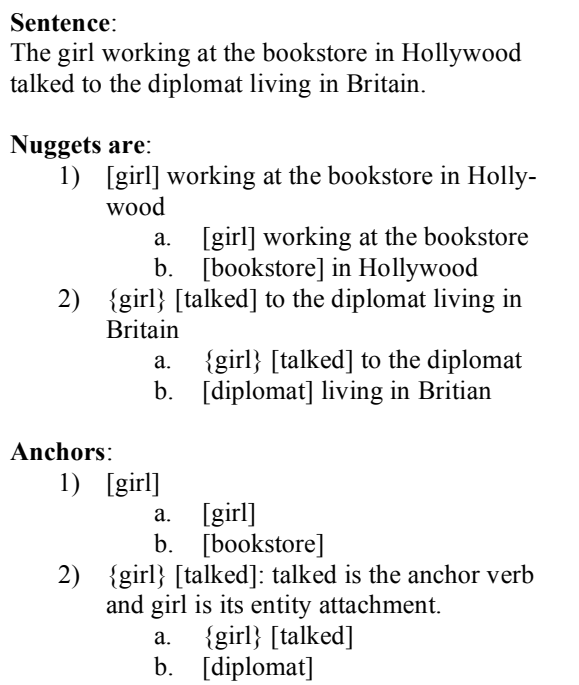 Sentence:
The girl working at the bookstore in Hollywood
talked to the diplomat living in Britain.
Nuggets are:
1) [girl] working at the bookstore in Holly-
wood
a. [girl] working at the bookstore
b. [bookstore] in Hollywood
2) {girl} [talked] to the diplomat living in
Britain
a. {girl} [talked] to the diplomat
b. [diplomat] living in Britian
Anchors:
1) [girl]
a. [girl]
b. [bookstore]
2) {girl} [talked]: talked is the anchor verb
and girl is its entity attachment.
a. {girl} [talked]
b. [diplomat]